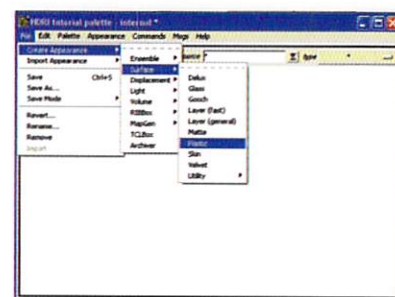 HDRI tutorial palette - internal *
File Edit Palette Appearance Commands Msgs Help
Create Appearance
Import Appearance
Save Ctrl+S
Save As...
Save Mode
Revert...
Rename...
Remove
Import
Ensemble
Surface
Displacement
Light
Volume
RIBBox
MapGen
TCLBox
Archiver
Delux
Glass
Gooch
Layer (fast)
Layer (general)
Matte
Plastic
Skin
Velvet
Utility
name *
type *